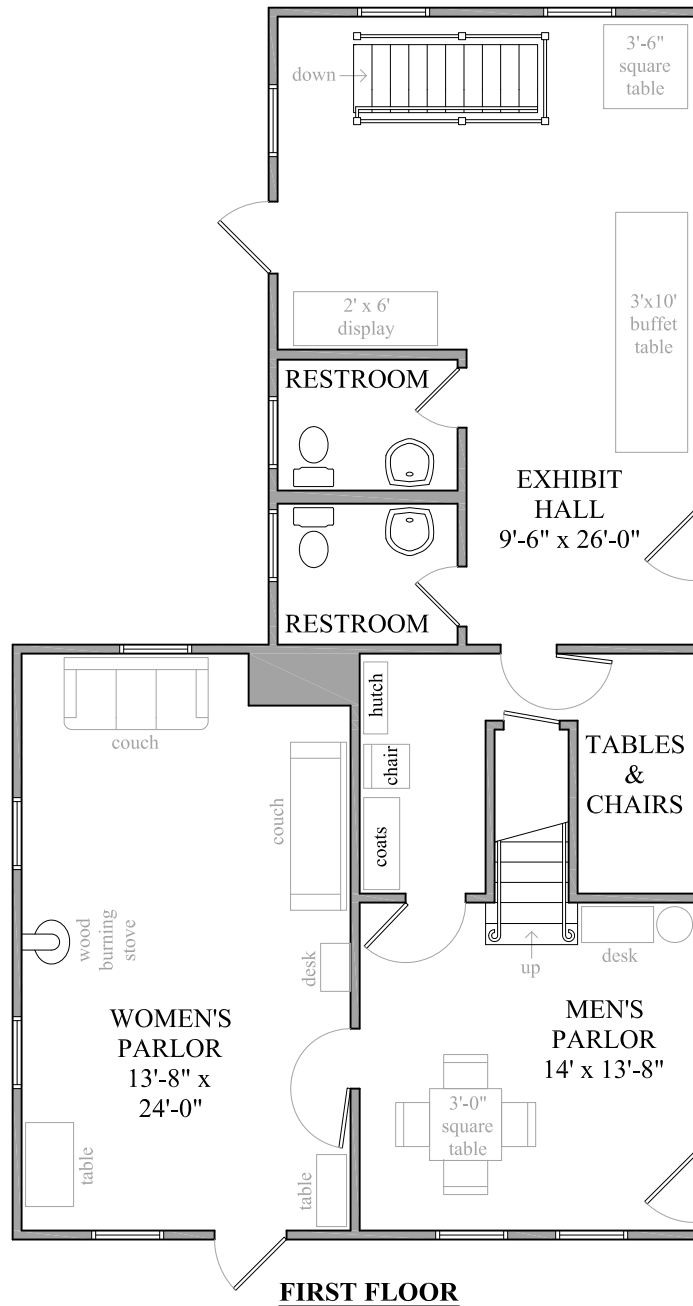 down
3'-6"
square
table
2' x 6'
display
3'x10'
buffet
table
RESTROOM
EXHIBIT
HALL
9'-6" x 26'-0"
RESTROOM
couch
hutch
chair
coats
couch
TABLES
&
CHAIRS
wood
burning
stove
desk
up
desk
WOMEN'S
PARLOR
13'-8" x
24'-0"
MEN'S
PARLOR
14' x 13'-8"
3'-0"
square
table
table
table
FIRST FLOOR